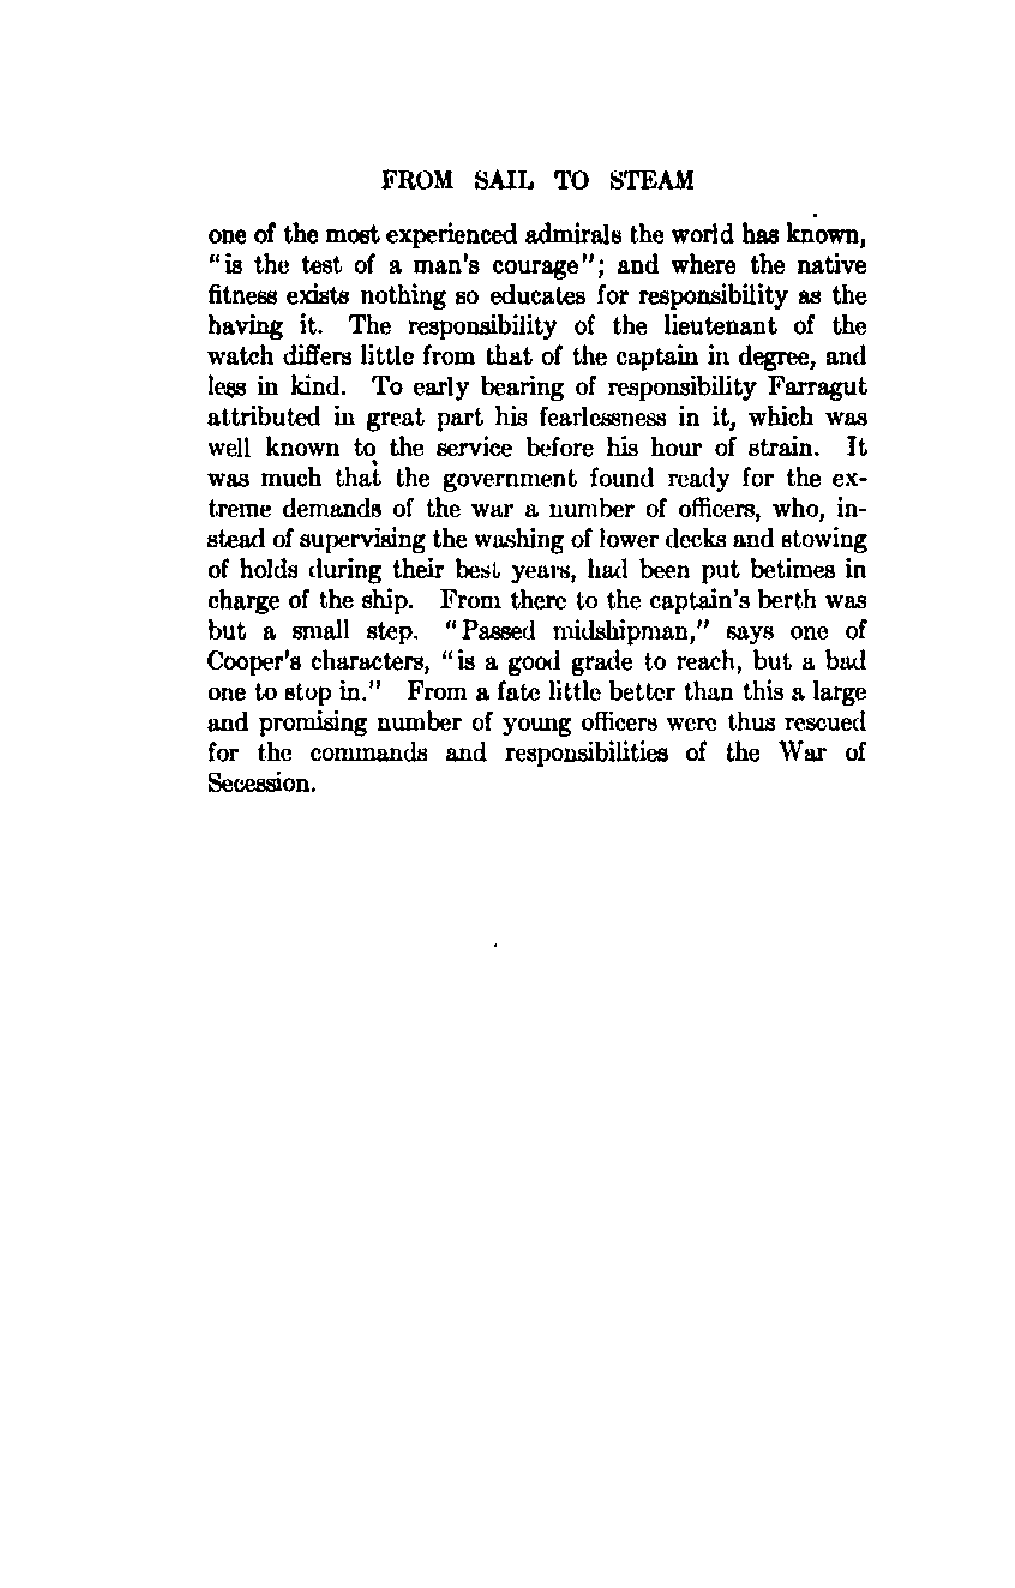 FROM SAIL TO STEAM
one of the most experienced admirals the world has known,
"is the test of a man's courage"; and where the native
fitness exists nothing so educates for responsibility as the
having it. The responsibility of the lieutenant of the
watch differs little from that of the captain in degree, and
less in kind. To early bearing of responsibility Farragut
attributed in great part his fearlessness in it, which was
well known to the service before his hour of strain. It
was much that the government found ready for the ex-
treme demands of the war a number of officers, who, in-
stead of supervising the washing of lower decks and stowing
of holds during their best years, had been put betimes in
charge of the ship. From there to the captain's berth was
but a small step. "Passed midshipman," says one of
Cooper's characters, "is a good grade to reach, but a bad
one to stop in." From a fate little better than this a large
and promising number of young officers were thus rescued
for the commands and responsibilities of the War of
Secession.